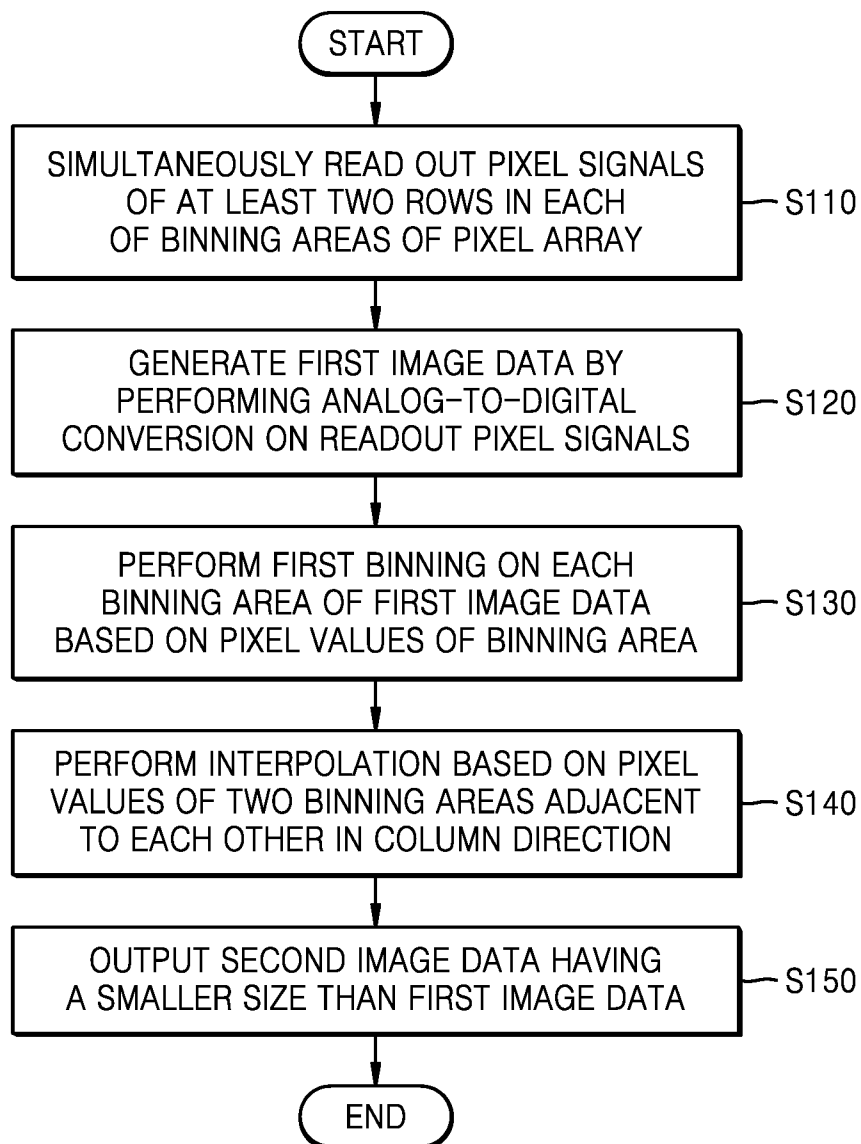 START
SIMULTANEOUSLY READ OUT PIXEL SIGNALS
OF AT LEAST TWO ROWS IN EACH
OF BINNING AREAS OF PIXEL ARRAY
S110
GENERATE FIRST IMAGE DATA BY
PERFORMING ANALOG-TO-DIGITAL
CONVERSION ON READOUT PIXEL SIGNALS
S120
PERFORM FIRST BINNING ON EACH
BINNING AREA OF FIRST IMAGE DATA
BASED ON PIXEL VALUES OF BINNING AREA
S130
PERFORM INTERPOLATION BASED ON PIXEL
VALUES OF TWO BINNING AREAS ADJACENT
TO EACH OTHER IN COLUMN DIRECTION
S140
OUTPUT SECOND IMAGE DATA HAVING
A SMALLER SIZE THAN FIRST IMAGE DATA
S150
END